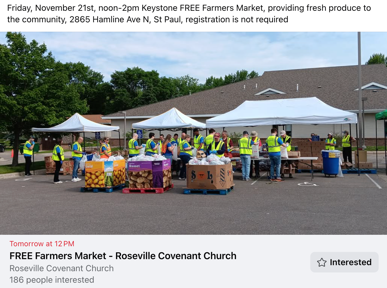 Friday, November 21st, noon-2pm Keystone FREE Farmers Market, providing fresh produce to
the community, 2865 Hamline Ave N, St Paul, registration is not required
Tomorrow at 12 PM
FREE Farmers Market - Roseville Covenant Church
Roseville Covenant Church
186 people interested
Interested